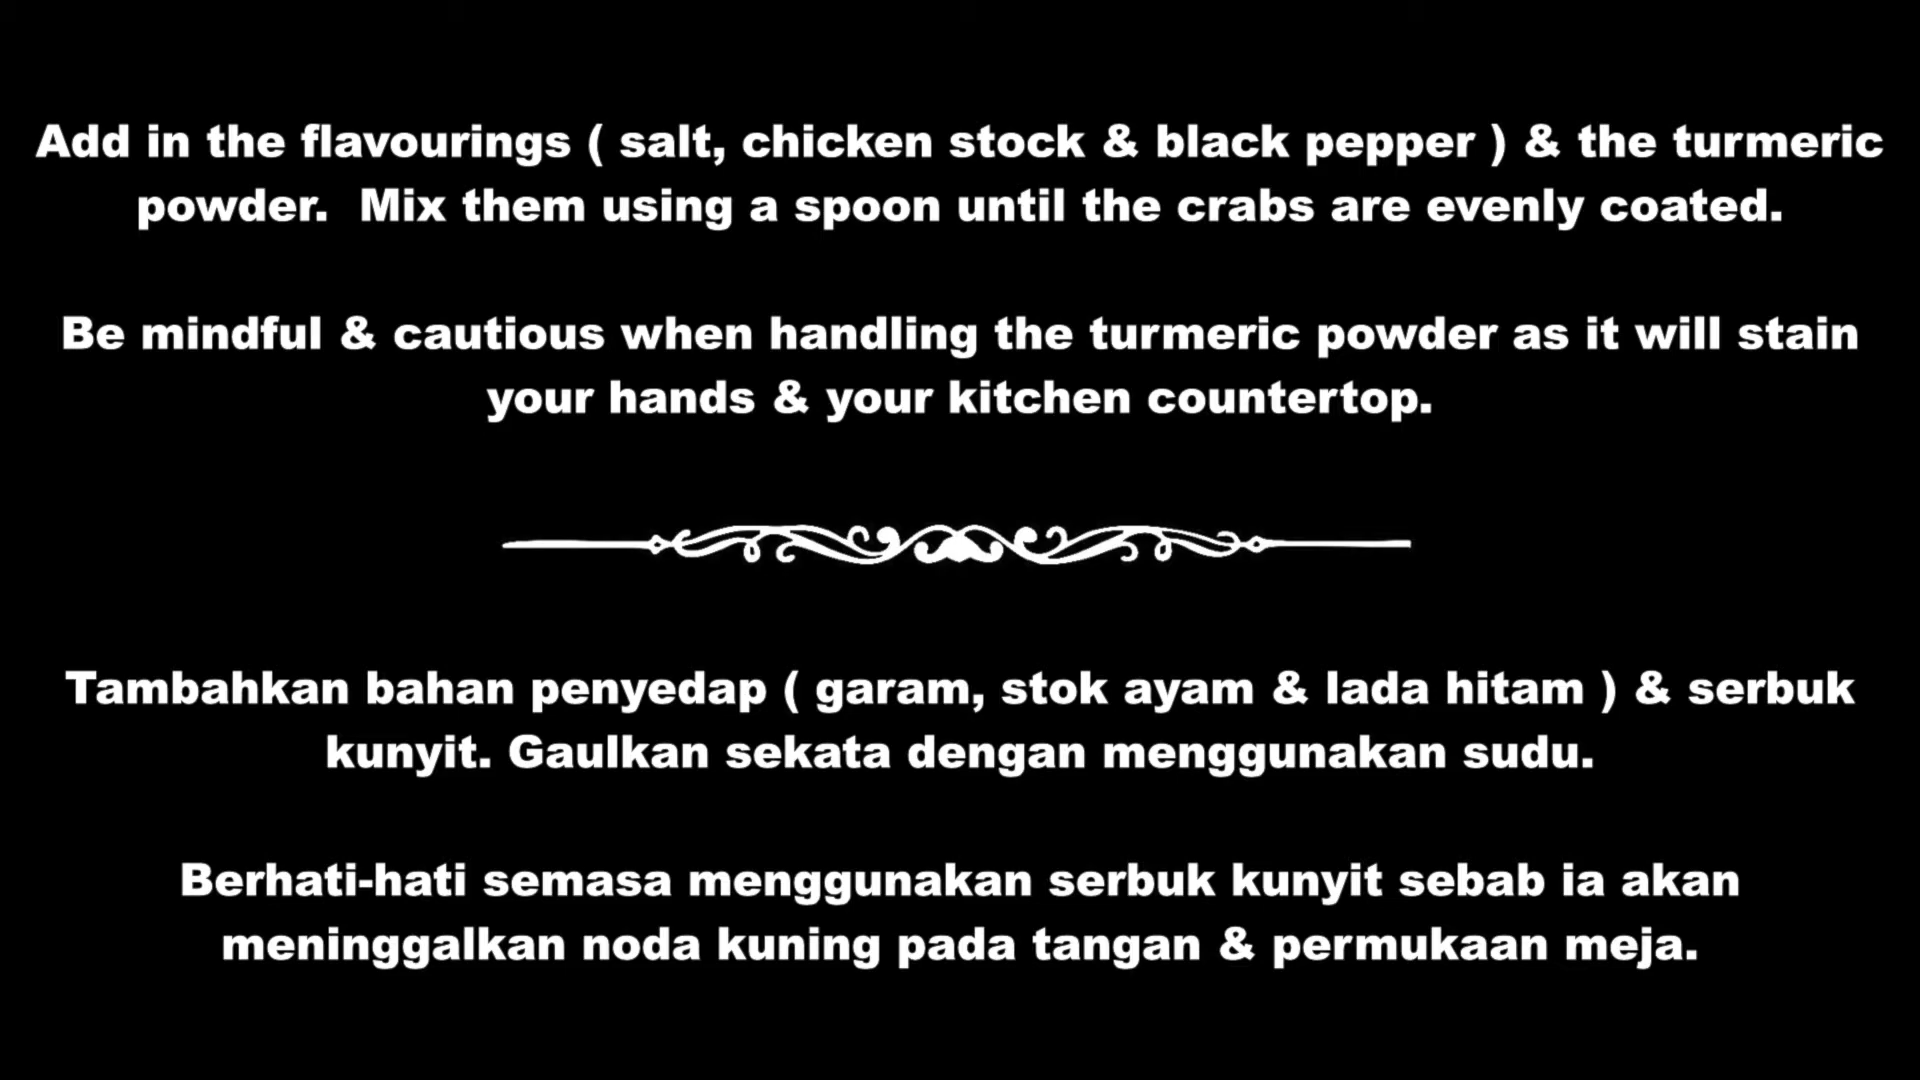 Add in the flavourings ( salt, chicken stock & black pepper ) & the turmeric
powder.  Mix them using a spoon until the crabs are evenly coated.
Be mindful & cautious when handling the turmeric powder as it will stain
your hands & your kitchen countertop.
Tambahkan bahan penyedap ( garam, stok ayam & lada hitam ) & serbuk
kunyit. Gaulkan sekata dengan menggunakan sudu.
Berhati-hati semasa menggunakan serbuk kunyit sebab ia akan
meninggalkan noda kuning pada tangan & permukaan meja.